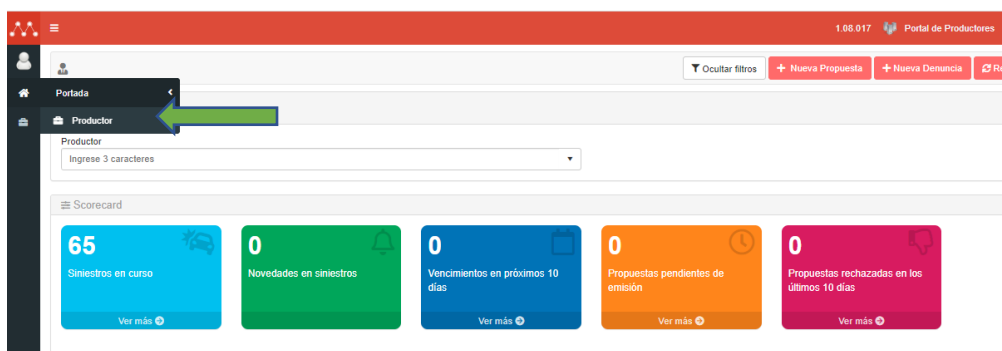 1.08.017 Portal de Productores
Ocultar filtros
+ Nueva Propuesta
+ Nueva Denuncia
Portada
Productor
Productor
Ingrese 3 caracteres
Scorecard
65
Siniestros en curso
Ver más
0
Novedades en siniestros
0
Vencimientos en próximos 10
días
Ver más
0
Propuestas pendientes de
emisión
Ver más
0
Propuestas rechazadas en los
últimos 10 días
Ver más